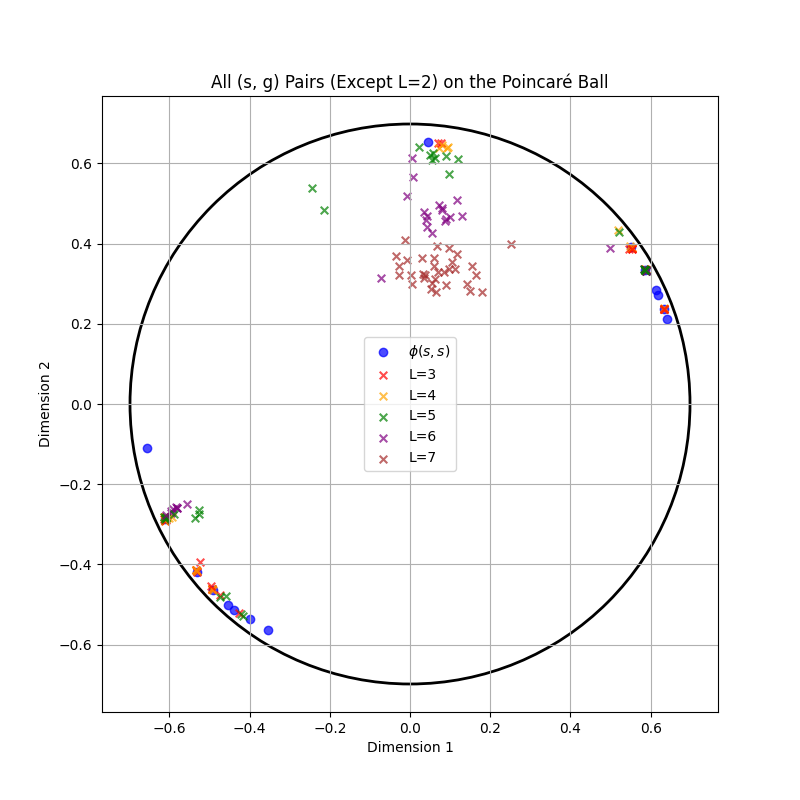 All (s, g) Pairs (Except L=2) on the Poincaré Ball
Dimension 2
0.6
0.4
0.2
0.0
−0.2
−0.4
−0.6
ϕ(s, s)
L=3
L=4
L=5
L=6
L=7
−0.6 −0.4 −0.2 0.0 0.2 0.4 0.6
Dimension 1